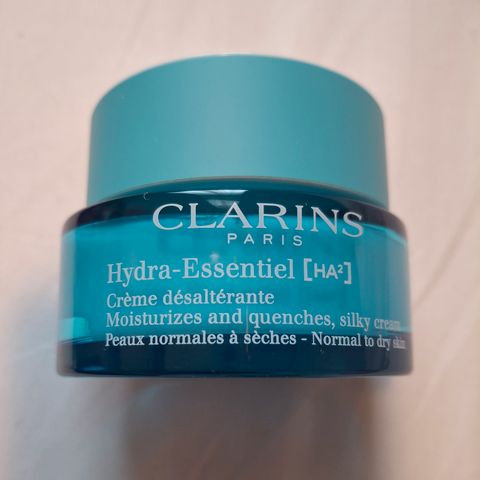 CLARINS
PARIS
Hydra-Essentiel [HA²]
Crème désaltérante
Moisturizes and quenches, silky cream
Peaux normales à sèches - Normal to dry skin